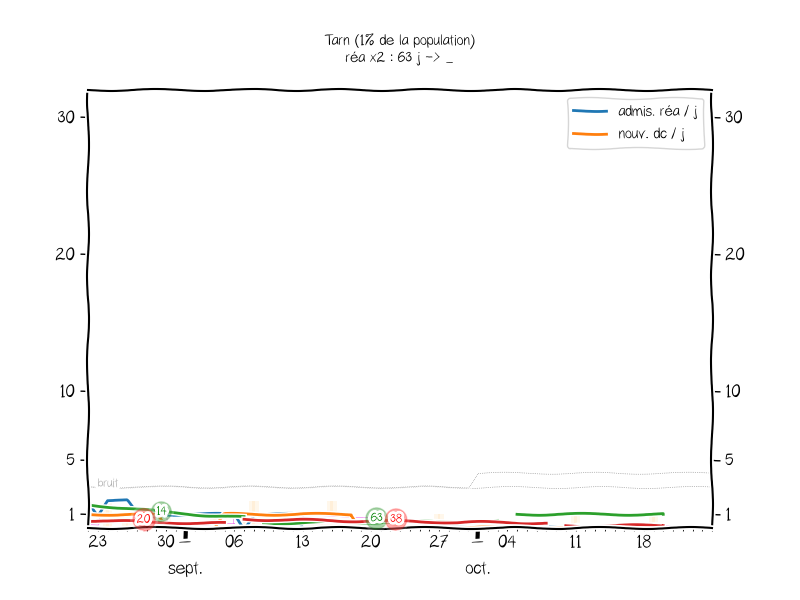 Tarn (1% de la population)
réa x2 : 63 j -> _
30
admis. réa / j
30
nouv. dc / j
20
20
10
10
5
5
bruit
14
20
63
38
1
1
23 30 06 13 20 27 04 11 18
sept. oct.